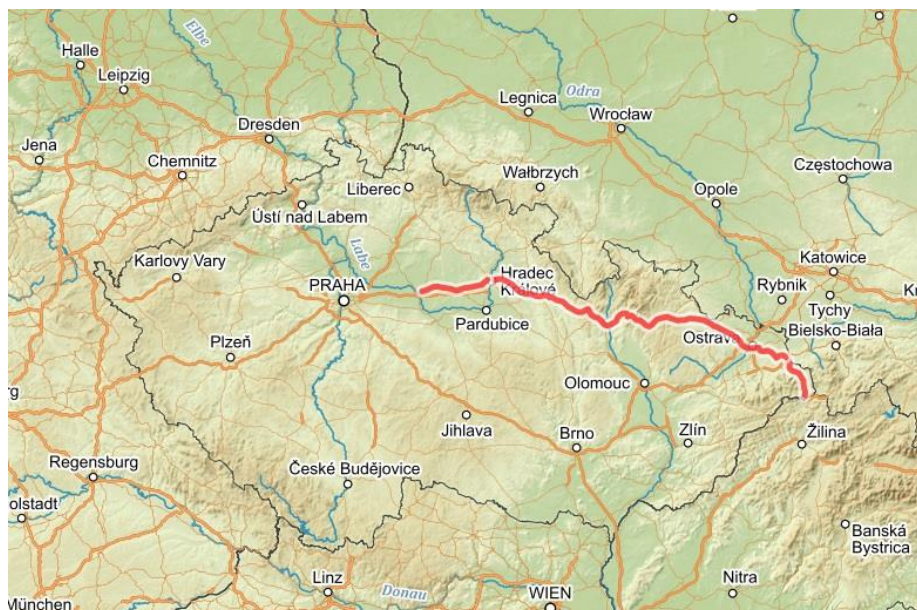 Halle
Elbe
Leipzig
Legnica
Odra
Wrocław
Dresden
Jena
Chemnitz
Częstochowa
Liberec
Wałbrzych
Opole
Ústí nad Labem
Labe
Karlovy Vary
PRAHA
Hradec
Králové
Katowice
Rybnik
Tychy
Pardubice
Ostrava
Bielsko-Biała
Plzeň
Olomouc
Jihlava
Brno
Zlín
Žilina
Regensburg
České Budějovice
Banská
Bystrica
Linz
Donau
WIEN
Nitra
München